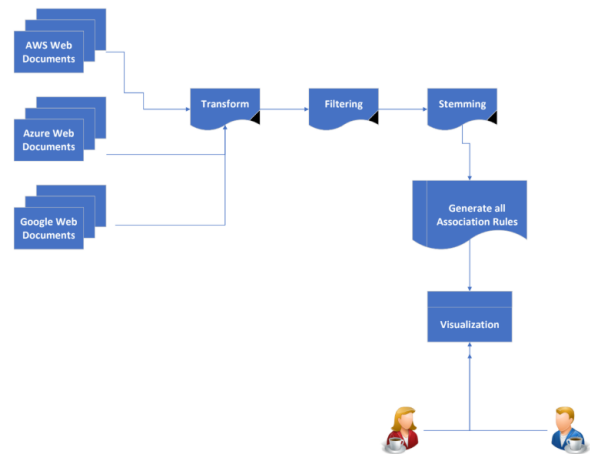 AWS Web
Documents
Transform
Filtering
Stemming
Azure Web
Documents
Google Web
Documents
Generate all
Association Rules
Visualization